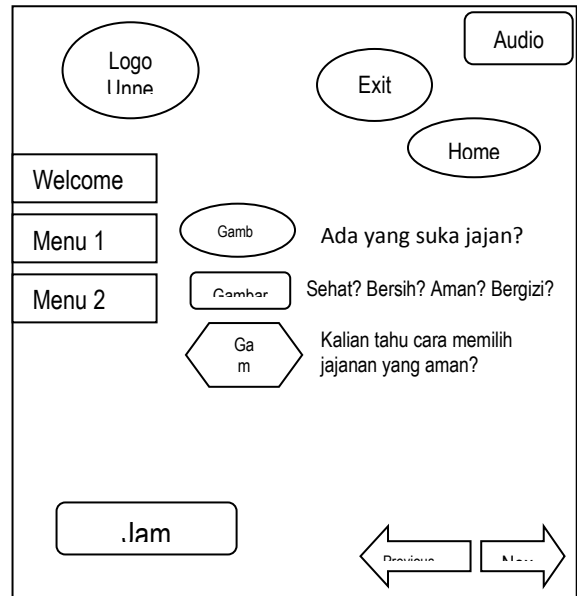 Audio
Logo
Unne
Exit
Home
Welcome
Menu 1
Gamb
Ada yang suka jajan?
Menu 2
Gambar
Sehat? Bersih? Aman? Bergizi?
Ga
m
Kalian tahu cara memilih
jajanan yang aman?
Jam
Previous